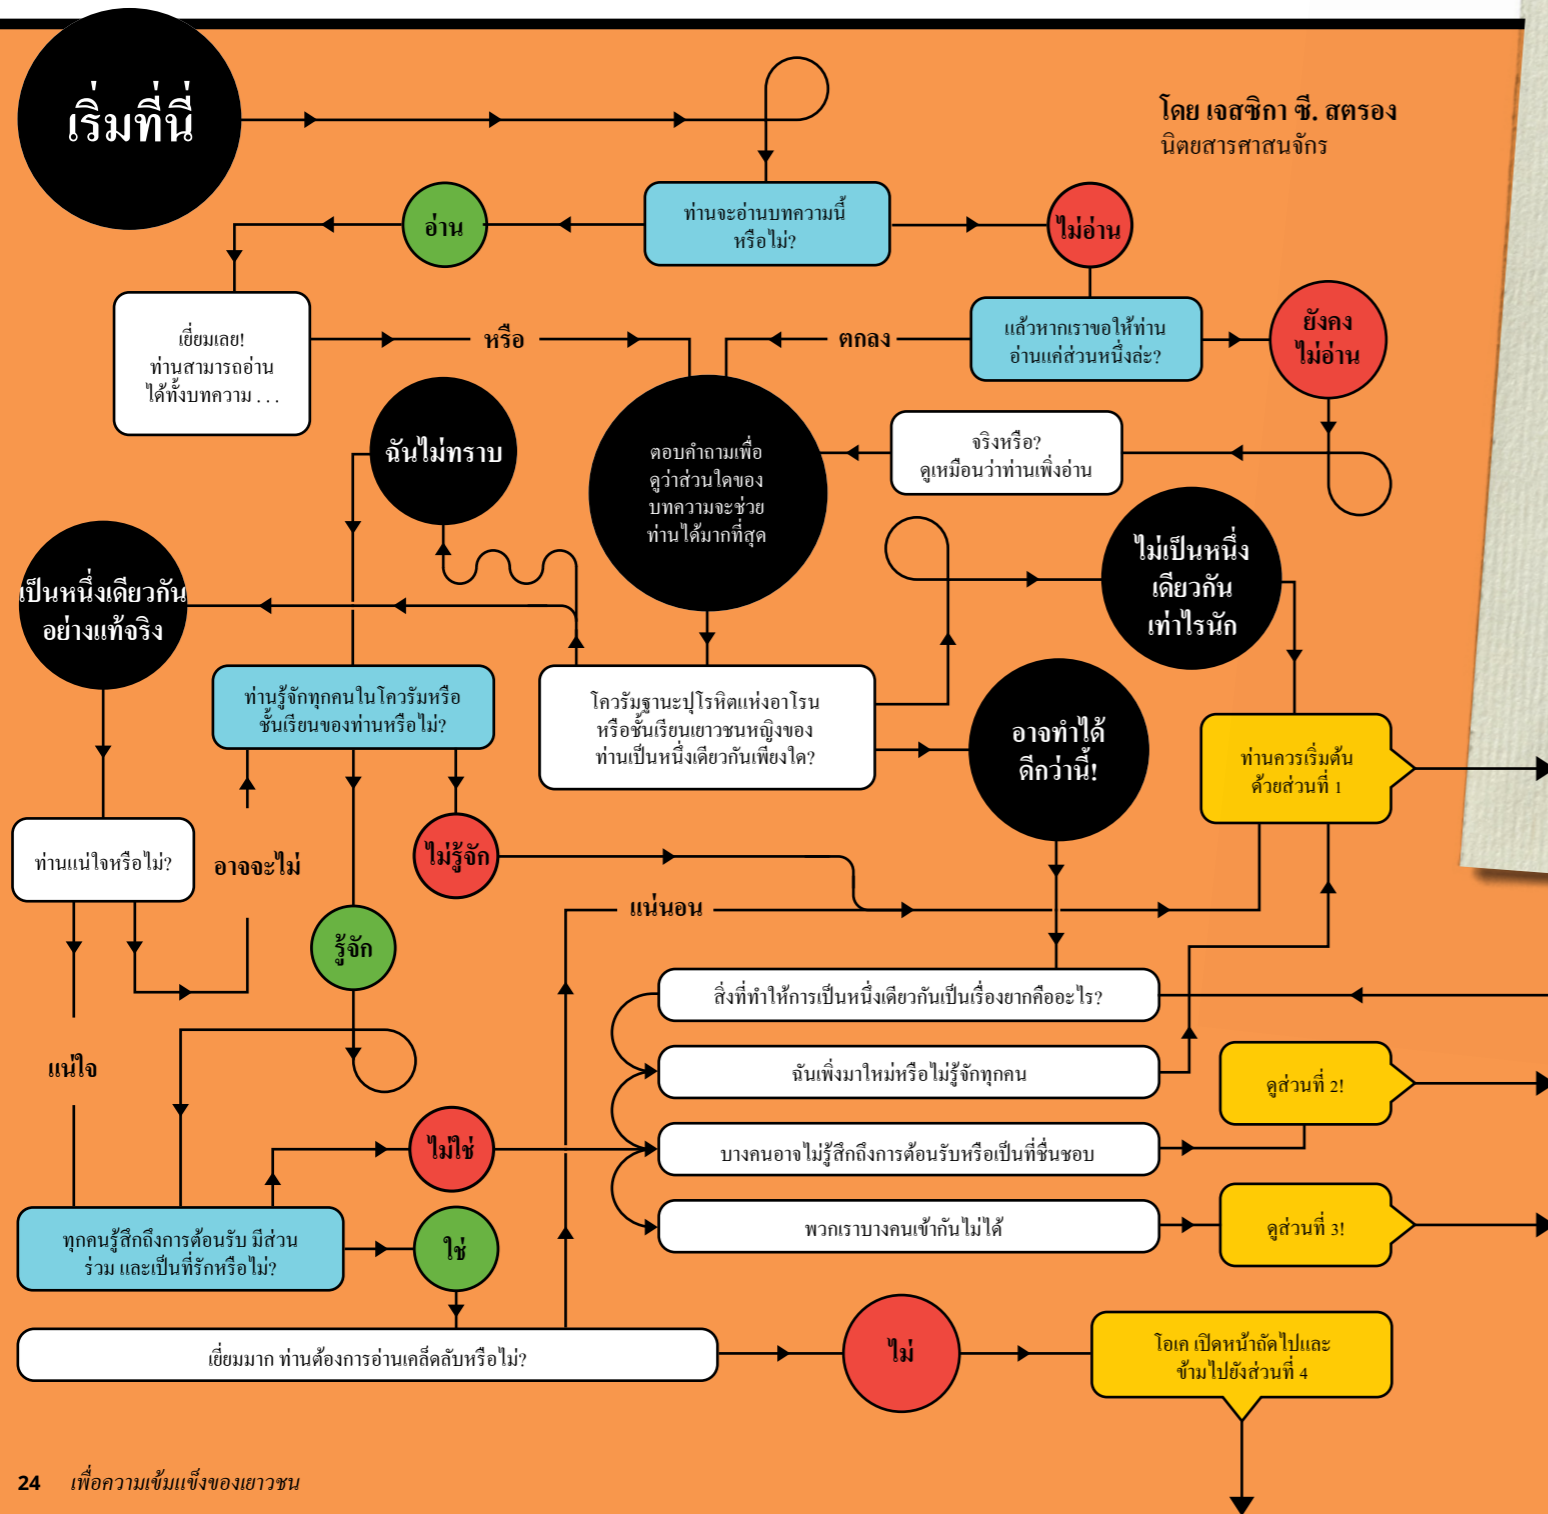 เริ่มที่นี่
โดย เจสซิกา ซี. สตรอง
นิตยสารศาสนจักร
ท่านจะอ่านบทความนี้
หรือไม่?
อ่าน
ไม่อ่าน
เยี่ยมเลย!
ท่านสามารถอ่าน
ได้ทั้งบทความ . . .
หรือ
ตกลง
แล้วหากเราขอให้ท่าน
อ่านแค่ส่วนหนึ่งล่ะ?
ยังคง
ไม่อ่าน
จริงหรือ?
ดูเหมือนว่าท่านเพิ่งอ่าน
ตอบคำถามเพื่อ
ดูว่าส่วนใดของ
บทความจะช่วย
ท่านได้มากที่สุด
ฉันไม่ทราบ
เป็นหนึ่งเดียวกัน
อย่างแท้จริง
ไม่เป็นหนึ่ง
เดียวกัน
เท่าไรนัก
ท่านรู้จักทุกคนในโควรัมหรือ
ชั้นเรียนของท่านหรือไม่?
โควรัมฐานะปุโรหิตแห่งอาโรน
หรือชั้นเรียนเยาวชนหญิงของ
ท่านเป็นหนึ่งเดียวกันเพียงใด?
อาจทำได้
ดีกว่านี้!
ท่านควรเริ่มต้น
ด้วยส่วนที่ 1
ท่านแน่ใจหรือไม่?
อาจจะไม่
ไม่รู้จัก
แน่นอน
รู้จัก
สิ่งที่ทำให้การเป็นหนึ่งเดียวกันเป็นเรื่องยากคืออะไร?
แน่ใจ
ฉันเพิ่งมาใหม่หรือไม่รู้จักทุกคน
ดูส่วนที่ 2!
ไม่ใช่
บางคนอาจไม่รู้สึกถึงการต้อนรับหรือเป็นที่ชื่นชอบ
ทุกคนรู้สึกถึงการต้อนรับ มีส่วน
ร่วม และเป็นที่รักหรือไม่?
ใช่
พวกเราบางคนเข้ากันไม่ได้
ดูส่วนที่ 3!
เยี่ยมมาก ท่านต้องการอ่านเคล็ดลับหรือไม่?
ไม่
โอเค เปิดหน้าถัดไปและ
ข้ามไปยังส่วนที่ 4
24 เพื่อความเข้มแข็งของเยาวชน